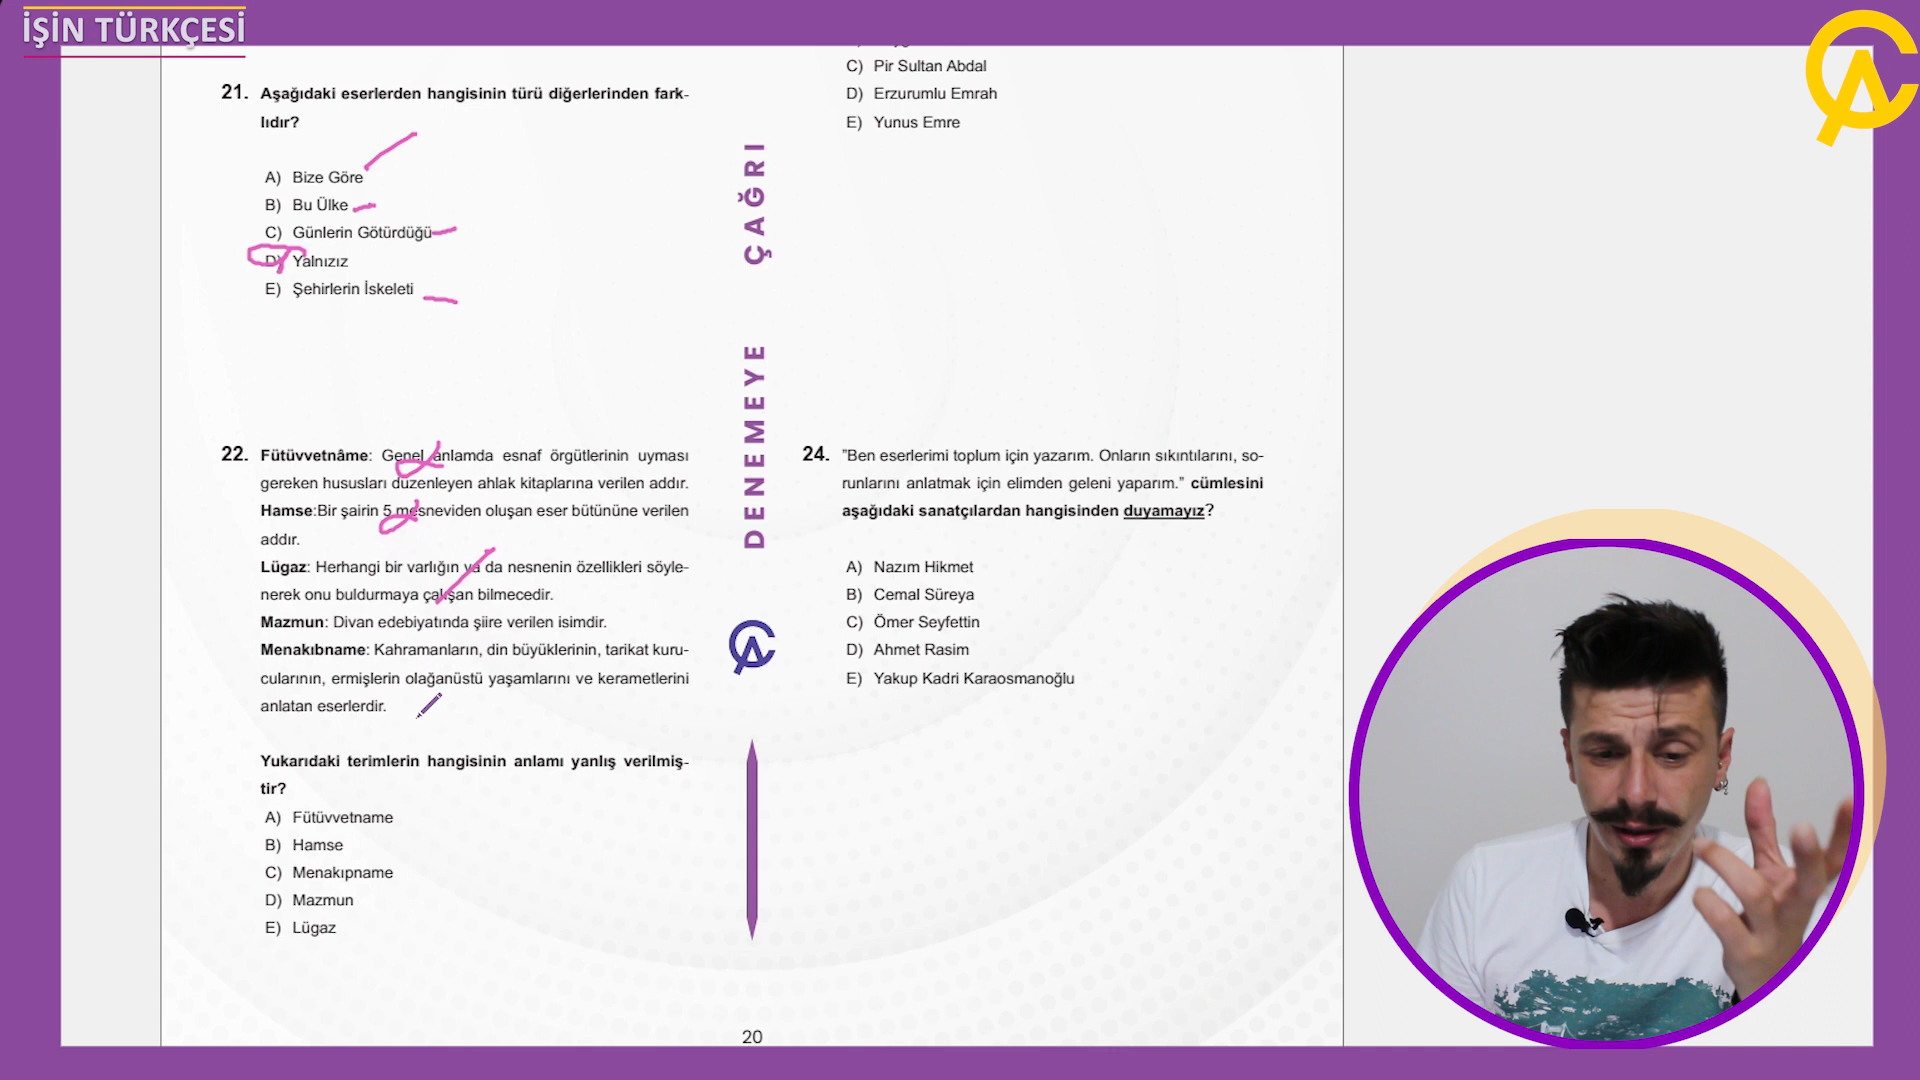 İŞİN TÜRKÇESİ
21. Aşağıdaki eserlerden hangisinin türü diğerlerinden fark-
lıdır?
A) Bize Göre
B) Bu Ülke
C) Günlerin Götürdüğü
D) Yalnızız
E) Şehirlerin İskeleti
22. Fütüvvetnâme: Genel anlamda esnaf örgütlerinin uyması
gereken hususları düzenleyen ahlak kitaplarına verilen addır.
Hamse:Bir şairin 5 mesneviden oluşan eser bütününe verilen
addır.
Lügaz: Herhangi bir varlığın ya da nesnenin özellikleri söyle-
nerek onu buldurmaya çalışan bilmecedir.
Mazmun: Divan edebiyatında şiire verilen isimdir.
Menakıbname: Kahramanların, din büyüklerinin, tarikat kuru-
cularının, ermişlerin olağanüstü yaşamlarını ve kerametlerini
anlatan eserlerdir.
Yukarıdaki terimlerin hangisinin anlamı yanlış verilmiş-
tir?
A) Fütüvvetname
B) Hamse
C) Menakıpname
D) Mazmun
E) Lügaz
DENEMEYE ÇAĞRI
C) Pir Sultan Abdal
D) Erzurumlu Emrah
E) Yunus Emre
24. "Ben eserlerimi toplum için yazarım. Onların sıkıntılarını, so-
runlarını anlatmak için elimden geleni yaparım." cümlesini
aşağıdaki sanatçılardan hangisinden duyamayız?
A) Nazım Hikmet
B) Cemal Süreya
C) Ömer Seyfettin
D) Ahmet Rasim
E) Yakup Kadri Karaosmanoğlu
20